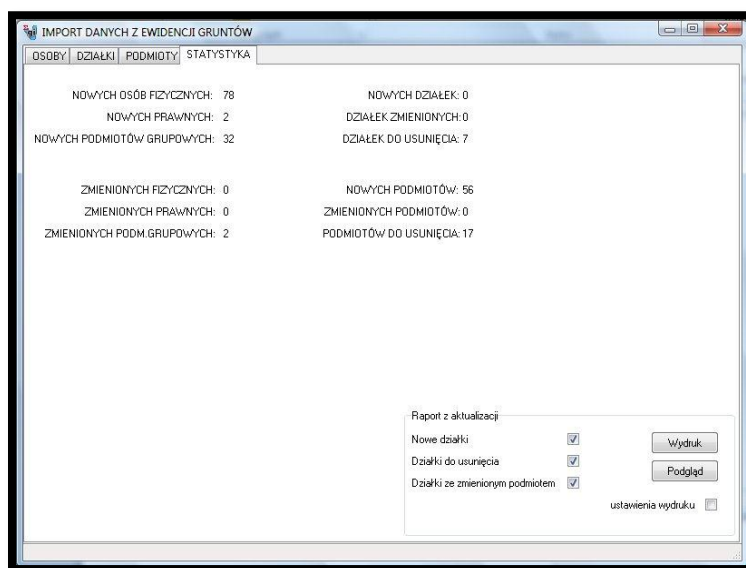 IMPORT DANYCH Z EWIDENCJI GRUNTÓW
OSOBY DZIAŁKI PODMIOTY STATYSTYKA
NOWYCH OSÓB FIZYCZNYCH: 78
NOWYCH PRAWNYCH: 2
NOWYCH PODMIOTÓW GRUPOWYCH: 32
NOWYCH DZIAŁEK: 0
DZIAŁEK ZMIENIONYCH: 0
DZIAŁEK DO USUNIĘCIA: 7
ZMIENIONYCH FIZYCZNYCH: 0
ZMIENIONYCH PRAWNYCH: 0
ZMIENIONYCH PODM.GRUPOWYCH: 2
NOWYCH PODMIOTÓW: 56
ZMIENIONYCH PODMIOTÓW: 0
PODMIOTÓW DO USUNIĘCIA: 17
Raport z aktualizacji
Nowe działki
Działki do usunięcia
Działki ze zmienionym podmiotem
Wydruk
Podgląd
ustawienia wydruku